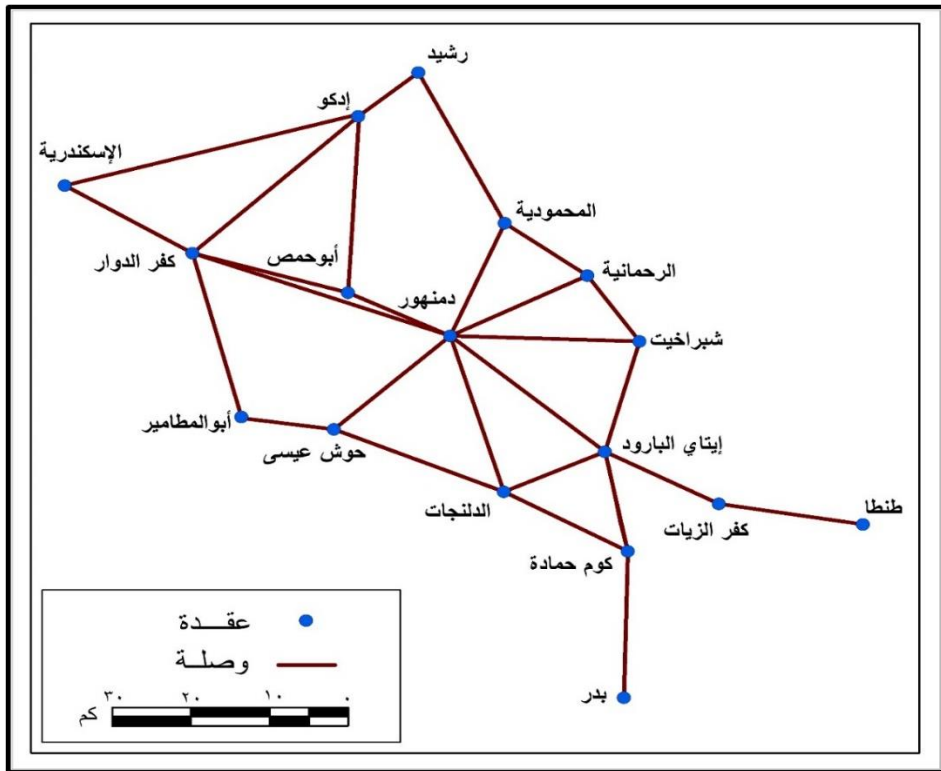 رشيد
إدكو
الإسكندرية
المحمودية
أبوحمص
كفر الدوار
الرحمانية
دمنهور
شبراخيت
أبوالمطامير
حوش عيسى
إيتاي البارود
الدلنجات
طنطا
كفر الزيات
كوم حمادة
بدر
عقـــدة
وصلـة
٣٠ ٢٠ ١٠ ٠
كم